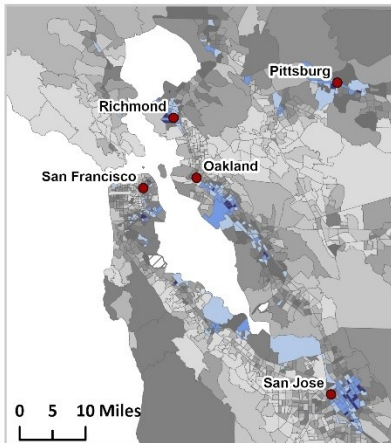 Pittsburg
Richmond
Oakland
San Francisco
San Jose
0 5 10 Miles